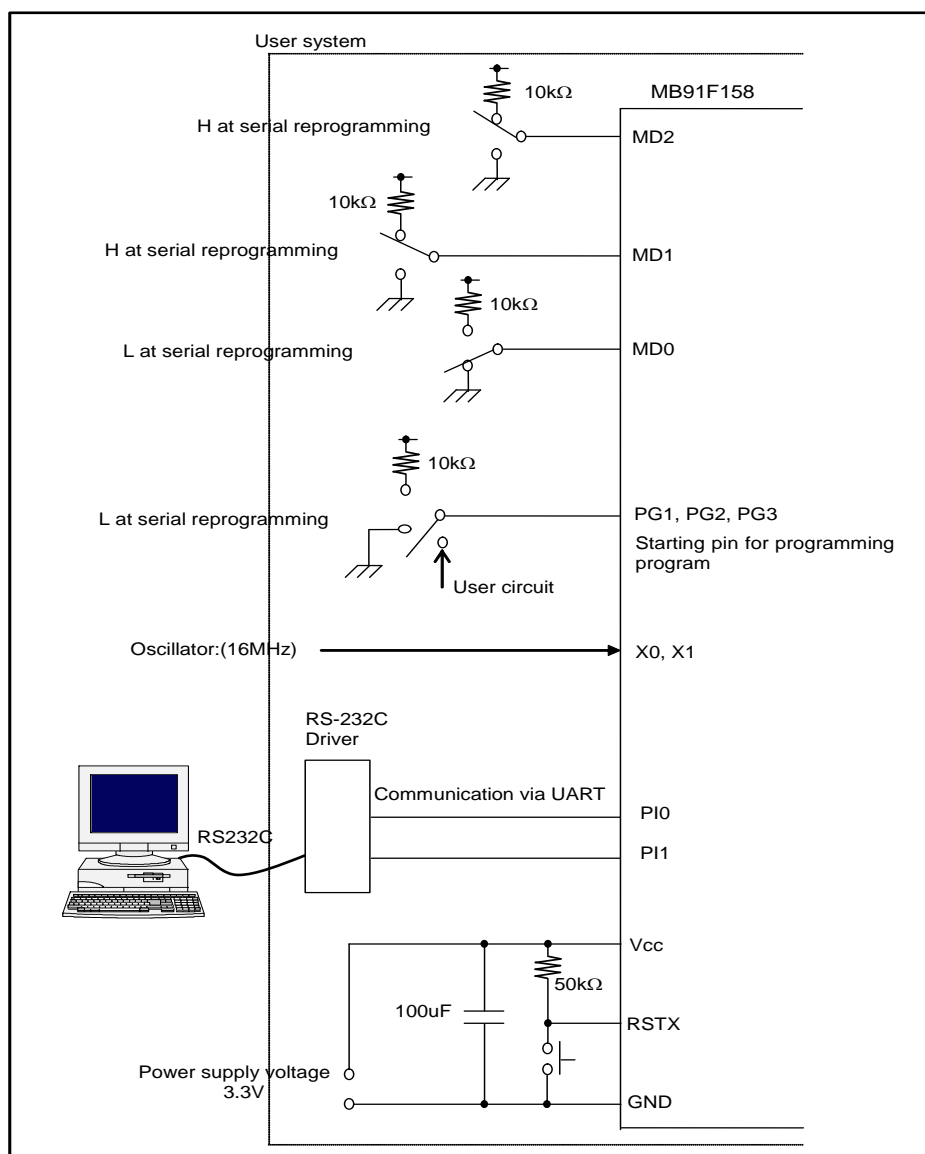 User system
10kΩ
MB91F158
H at serial reprogramming
MD2
10kΩ
H at serial reprogramming
MD1
10kΩ
L at serial reprogramming
MD0
10kΩ
L at serial reprogramming
PG1, PG2, PG3
Starting pin for programming
program
User circuit
Oscillator:(16MHz)
X0, X1
RS-232C
Driver
Communication via UART
PI0
RS232C
PI1
Vcc
50kΩ
100uF
RSTX
Power supply voltage
3.3V
GND